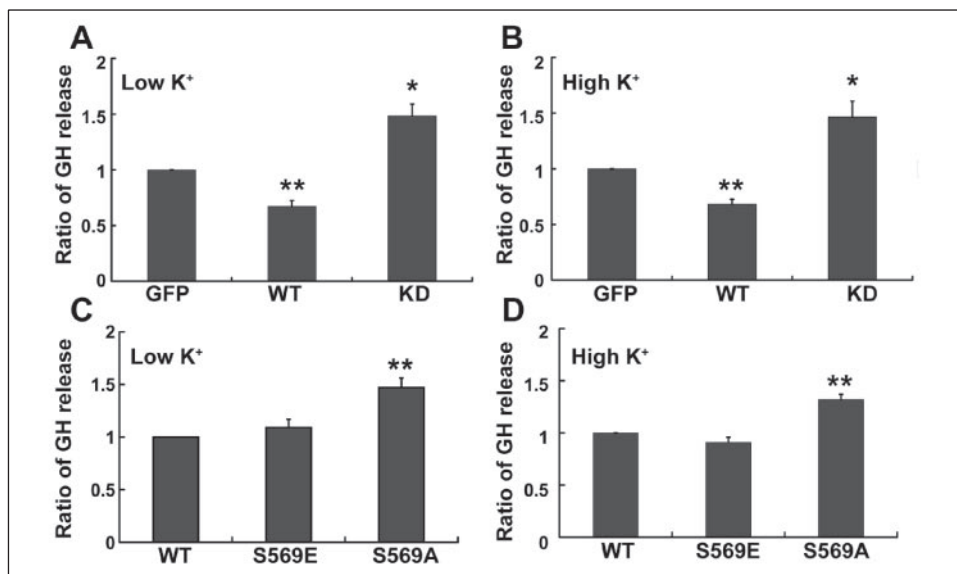 A
Low K⁺
Ratio of GH release
2
1.5
1
0.5
0
**
*
GFP WT KD
B
High K⁺
Ratio of GH release
2
1.5
1
0.5
0
**
*
GFP WT KD
C
Low K⁺
Ratio of GH release
2
1.5
1
0.5
0
**
WT S569E S569A
D
High K⁺
Ratio of GH release
2
1.5
1
0.5
0
**
WT S569E S569A